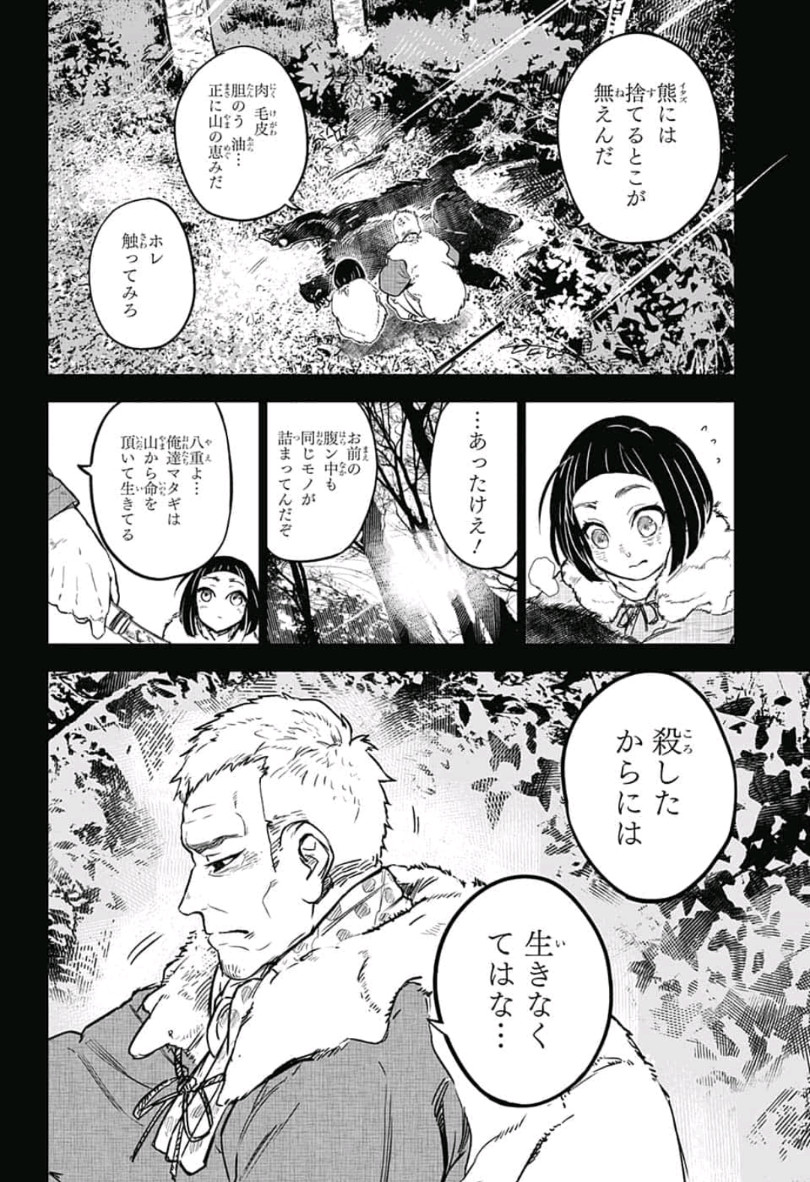 熊には
捨てるとこが
無えんだ
肉 毛皮
胆のう 油…
正に山の恵みだ
ホレ
触ってみろ
…あったけえ!
お前の
腹ン中も
同じモノが
詰まってんだぞ
八重よ…
俺達マタギは
山から命を
頂いて生きてる
殺した
からには
生きなく
てはな…